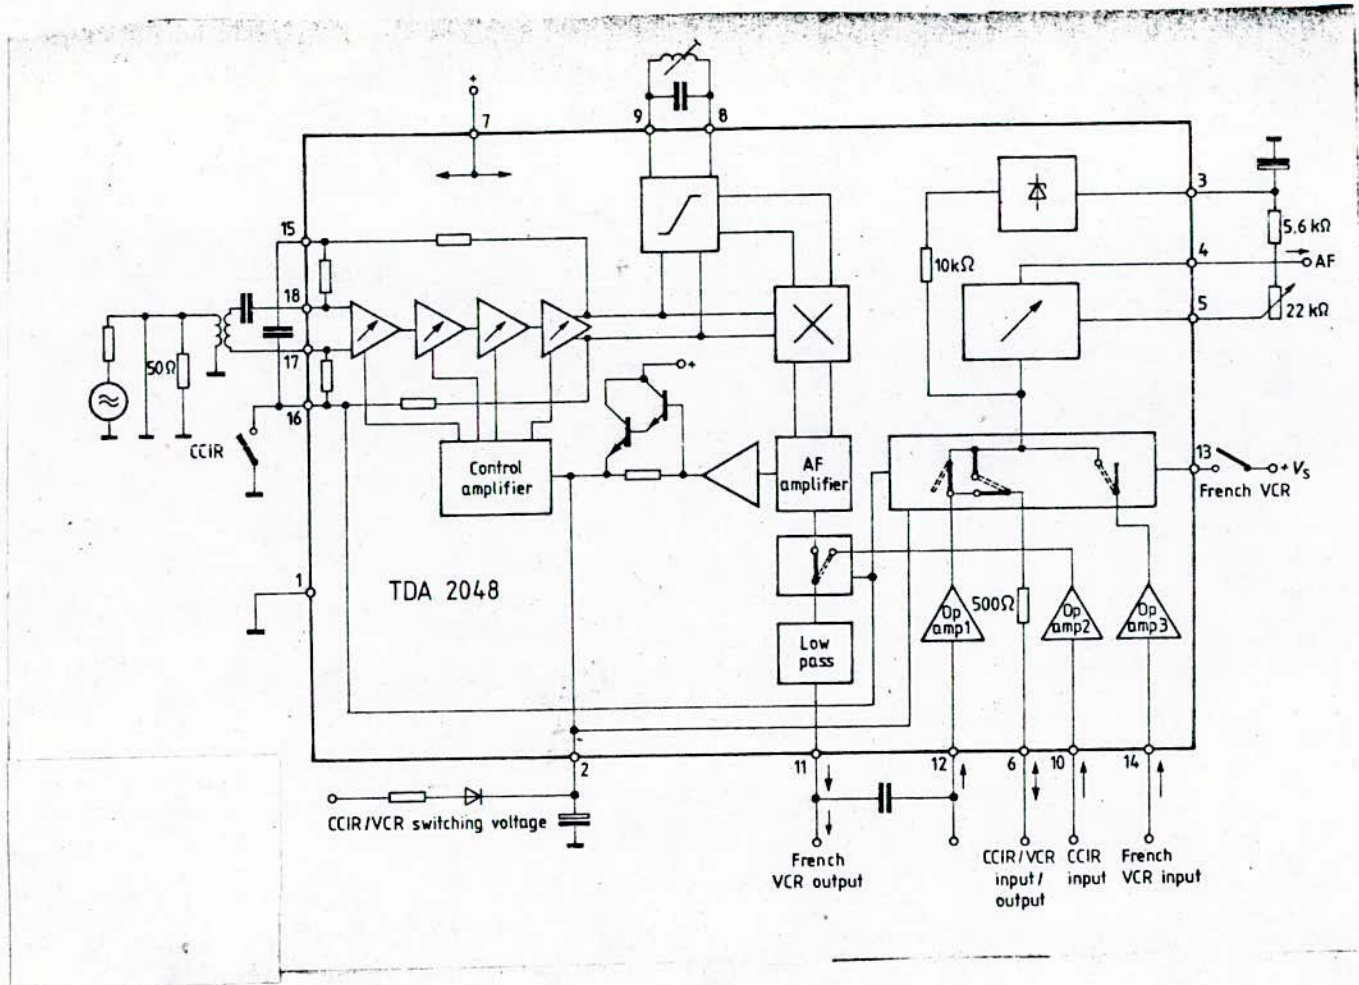 +
7
9
8
15
3
5.6 kΩ
10kΩ
4
AF
18
5
22 kΩ
50Ω
17
+
16
CCIR
Control
amplifier
AF
amplifier
13
+ Vs
French VCR
1
TDA 2048
500Ω
Op
amp1
Op
amp2
Op
amp3
Low
pass
2
11
12
6
10
14
CCIR/VCR switching voltage
French
VCR output
CCIR/VCR
input/
output
CCIR
input
French
VCR input